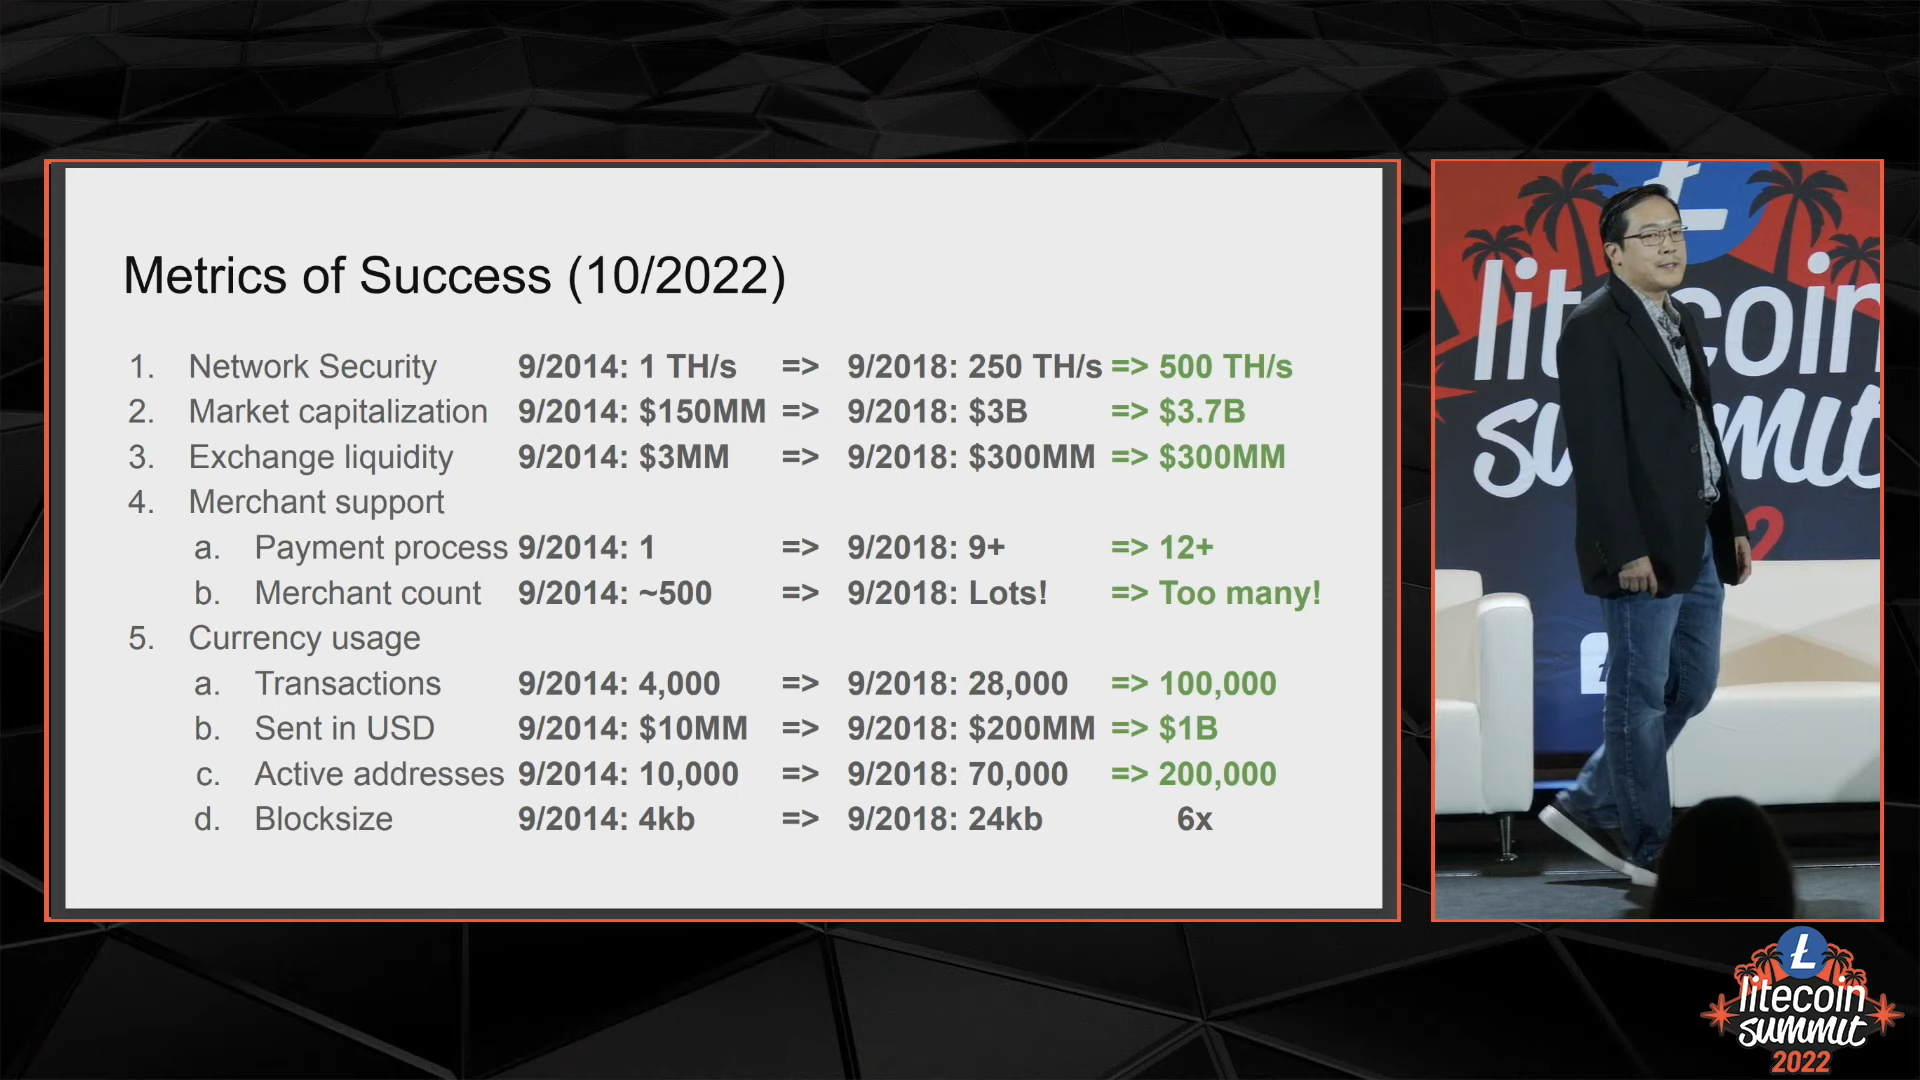 Metrics of Success (10/2022)
1. Network Security 9/2014: 1 TH/s => 9/2018: 250 TH/s => 500 TH/s
2. Market capitalization 9/2014: $150MM => 9/2018: $3B => $3.7B
3. Exchange liquidity 9/2014: $3MM => 9/2018: $300MM => $300MM
4. Merchant support
a. Payment process 9/2014: 1 => 9/2018: 9+ => 12+
b. Merchant count 9/2014: ~500 => 9/2018: Lots! => Too many!
5. Currency usage
a. Transactions 9/2014: 4,000 => 9/2018: 28,000 => 100,000
b. Sent in USD 9/2014: $10MM => 9/2018: $200MM => $1B
c. Active addresses 9/2014: 10,000 => 9/2018: 70,000 => 200,000
d. Blocksize 9/2014: 4kb => 9/2018: 24kb 6x
litecoin
summit
2022